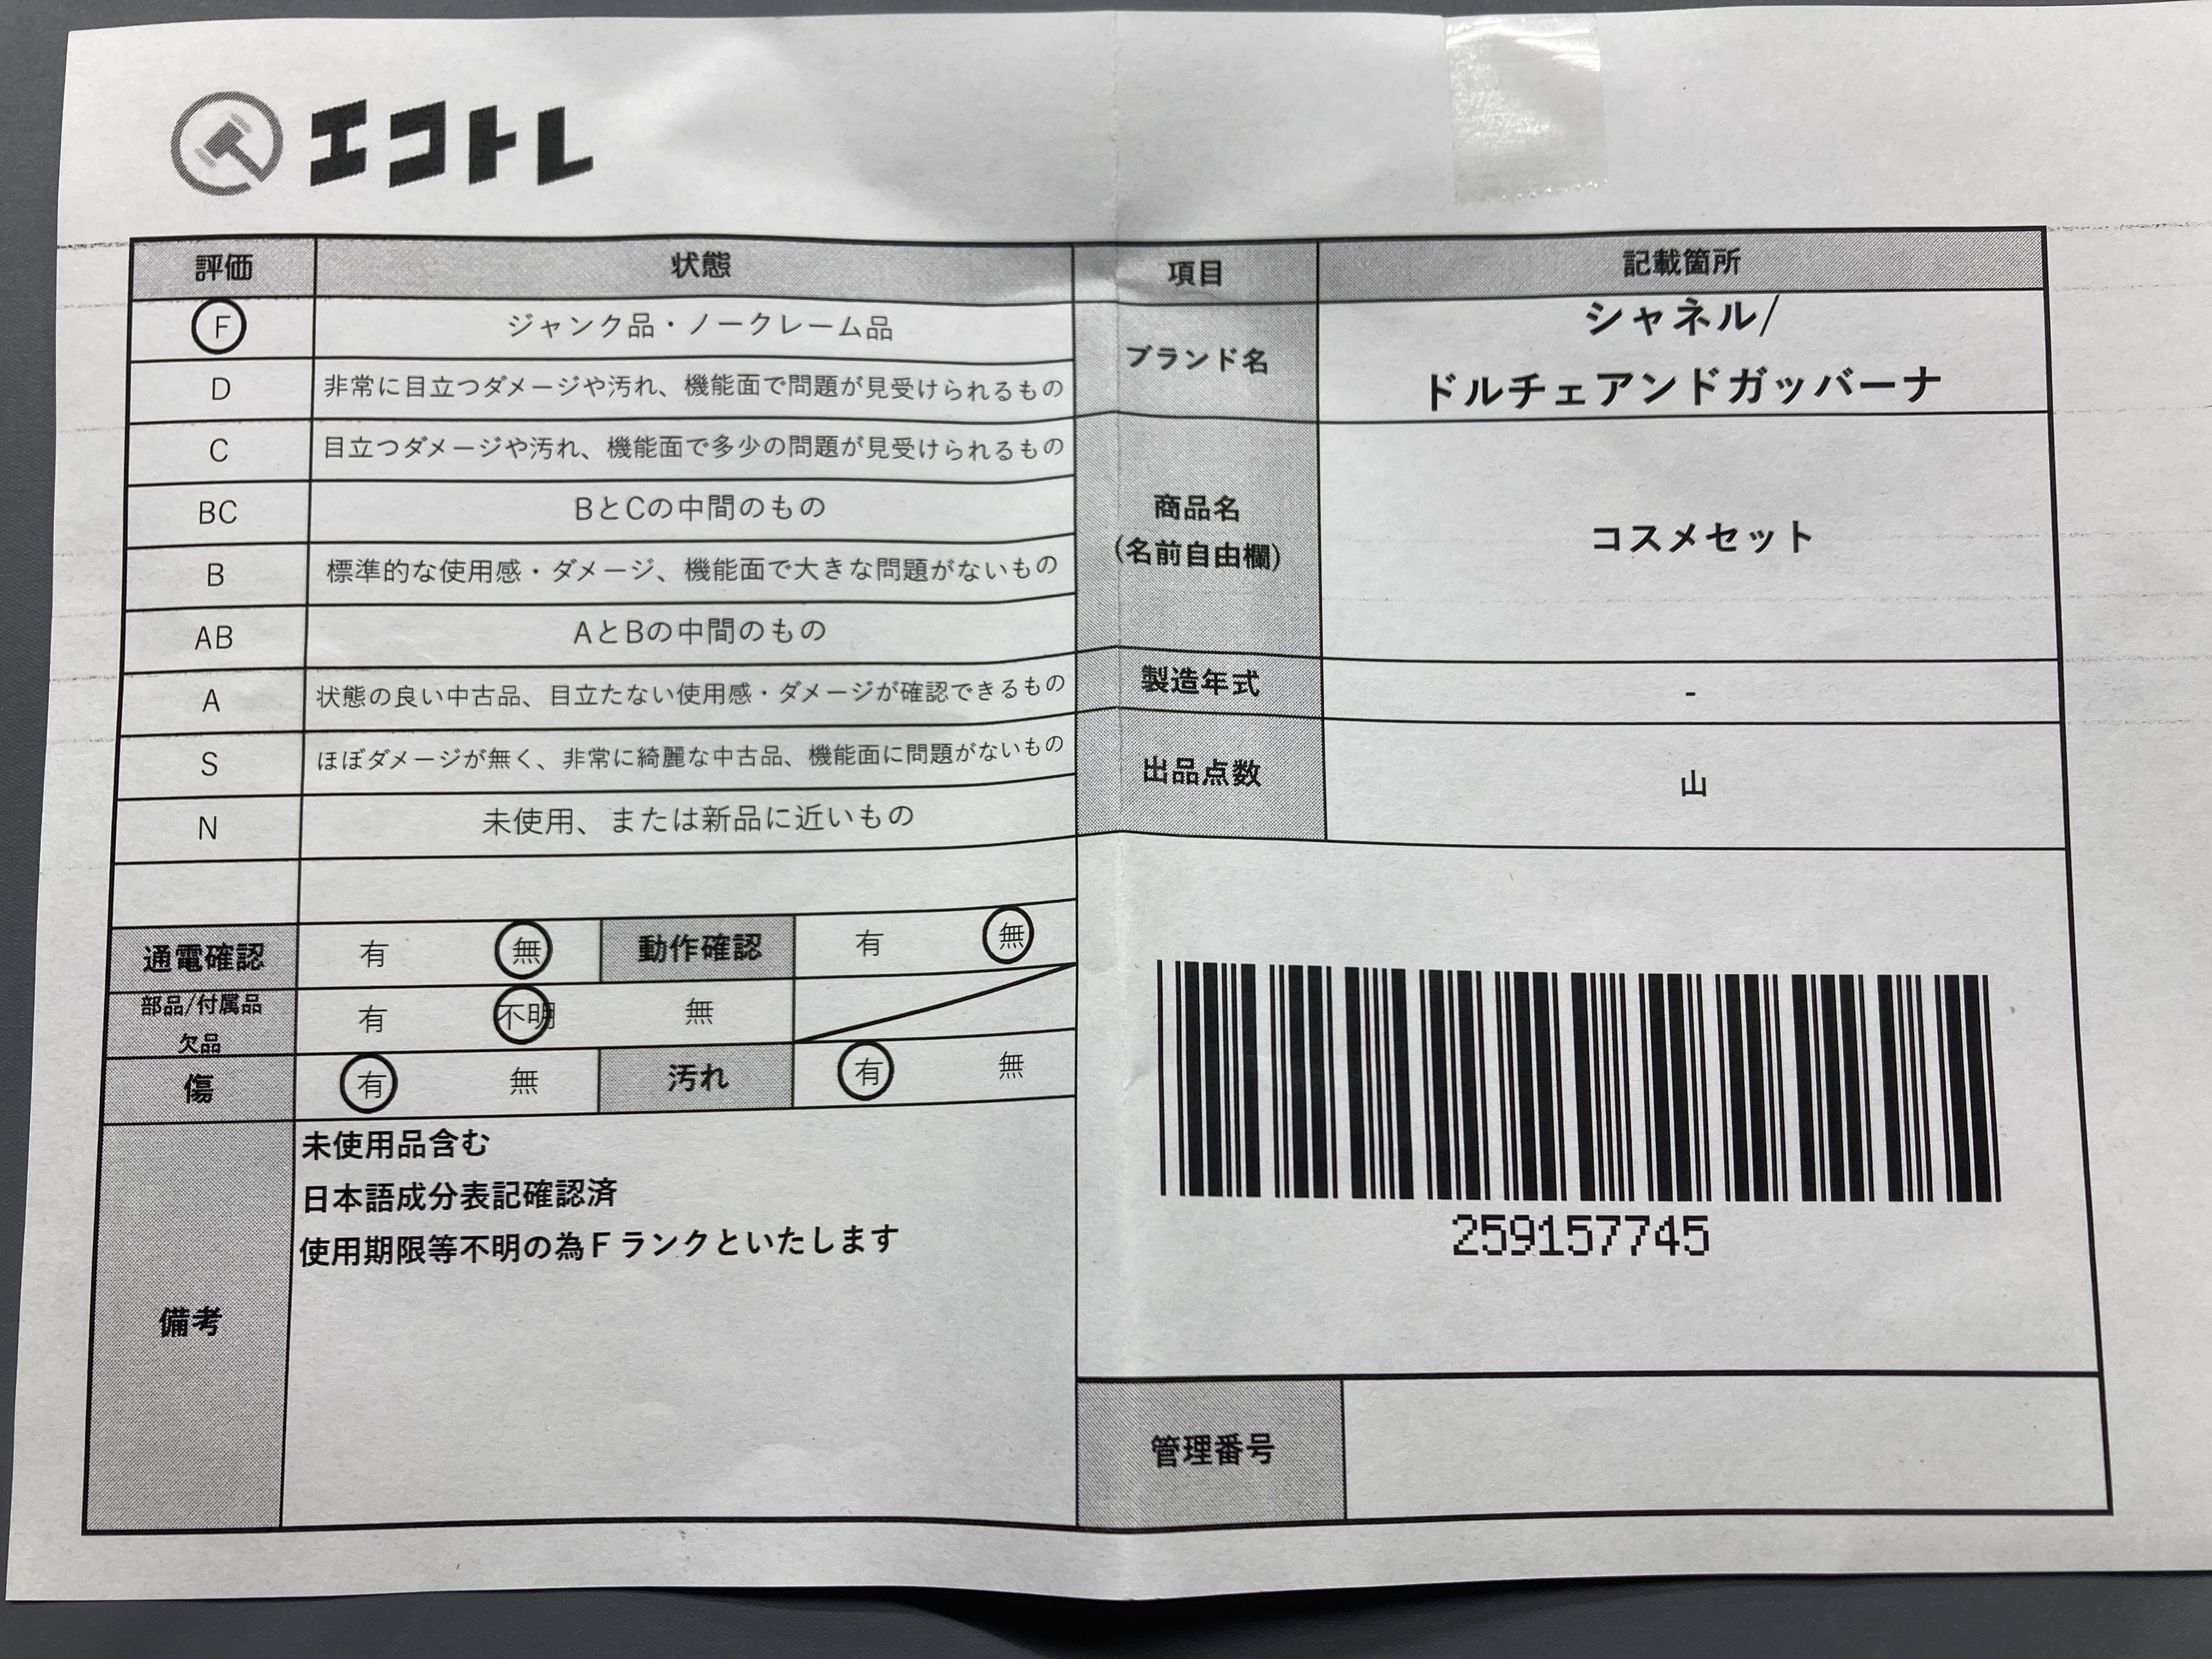 エコトレ
評価 状態
F ジャンク品・ノークレーム品
D 非常に目立つダメージや汚れ、機能面で問題が見受けられるもの
C 目立つダメージや汚れ、機能面で多少の問題が見受けられるもの
BC BとCの中間のもの
B 標準的な使用感・ダメージ、機能面で大きな問題がないもの
AB AとBの中間のもの
A 状態の良い中古品、目立たない使用感・ダメージが確認できるもの
S ほぼダメージが無く、非常に綺麗な中古品、機能面に問題がないもの
N 未使用、または新品に近いもの
通電確認 有 無 動作確認 有 無
部品/付属品
欠品 有 不明 無
傷 有 無 汚れ 有 無
備考
未使用品含む
日本語成分表記確認済
使用期限等不明の為Fランクといたします
項目 記載箇所
ブランド名
シャネル/
ドルチェアンドガッバーナ
商品名
(名前自由欄)
コスメセット
製造年式 -
出品点数 山
259157745
管理番号